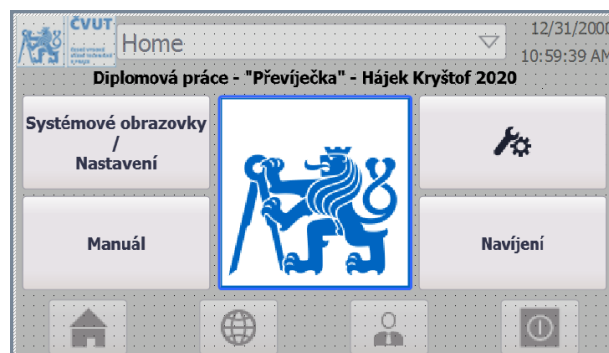 ČVUT
Home
12/31/2000
10:59:39 AM
Diplomová práce - "Převíječka" - Hájek Kryštof 2020
Systémové obrazovky
/
Nastavení
Manuál
Navíjení